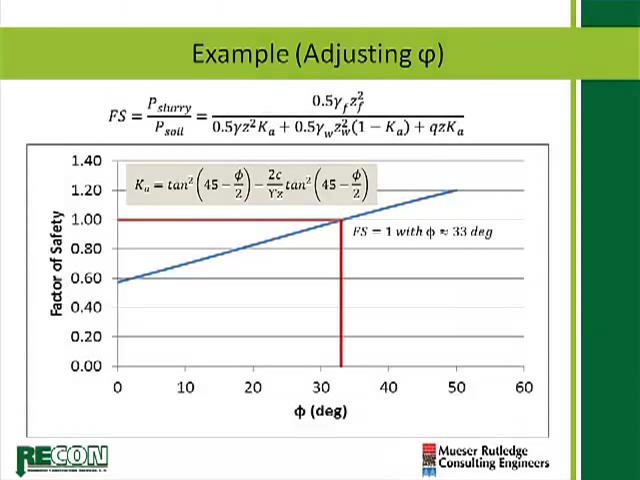 Example (Adjusting φ)
FS = P_slurry / P_soil = 0.5γ_f z_f^2 / 0.5γz^2K_a + 0.5γ_w z_w^2(1 − K_a) + qzK_a
K_a = tan^2(45 − ϕ/2) − 2c/γz tan^2(45 − ϕ/2)
FS = 1 with ϕ ≈ 33 deg
Factor of Safety
1.40
1.20
1.00
0.80
0.60
0.40
0.20
0.00
0 10 20 30 40 50 60
ϕ (deg)
RECON
Mueser Rutledge
Consulting Engineers